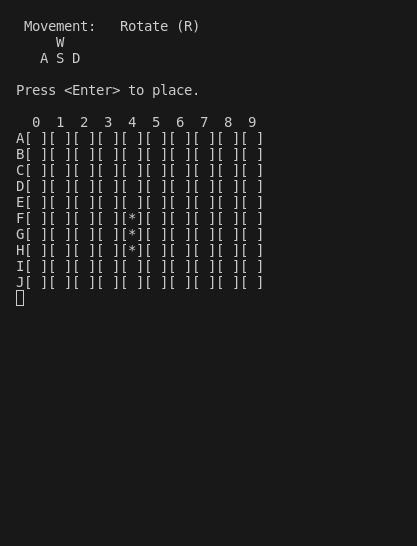 Movement:   Rotate (R)
W
A S D
Press <Enter> to place.
0  1  2  3  4  5  6  7  8  9
A[ ][ ][ ][ ][ ][ ][ ][ ][ ][ ]
B[ ][ ][ ][ ][ ][ ][ ][ ][ ][ ]
C[ ][ ][ ][ ][ ][ ][ ][ ][ ][ ]
D[ ][ ][ ][ ][ ][ ][ ][ ][ ][ ]
E[ ][ ][ ][ ][ ][ ][ ][ ][ ][ ]
F[ ][ ][ ][ ][*][ ][ ][ ][ ][ ]
G[ ][ ][ ][ ][*][ ][ ][ ][ ][ ]
H[ ][ ][ ][ ][*][ ][ ][ ][ ][ ]
I[ ][ ][ ][ ][ ][ ][ ][ ][ ][ ]
J[ ][ ][ ][ ][ ][ ][ ][ ][ ][ ]